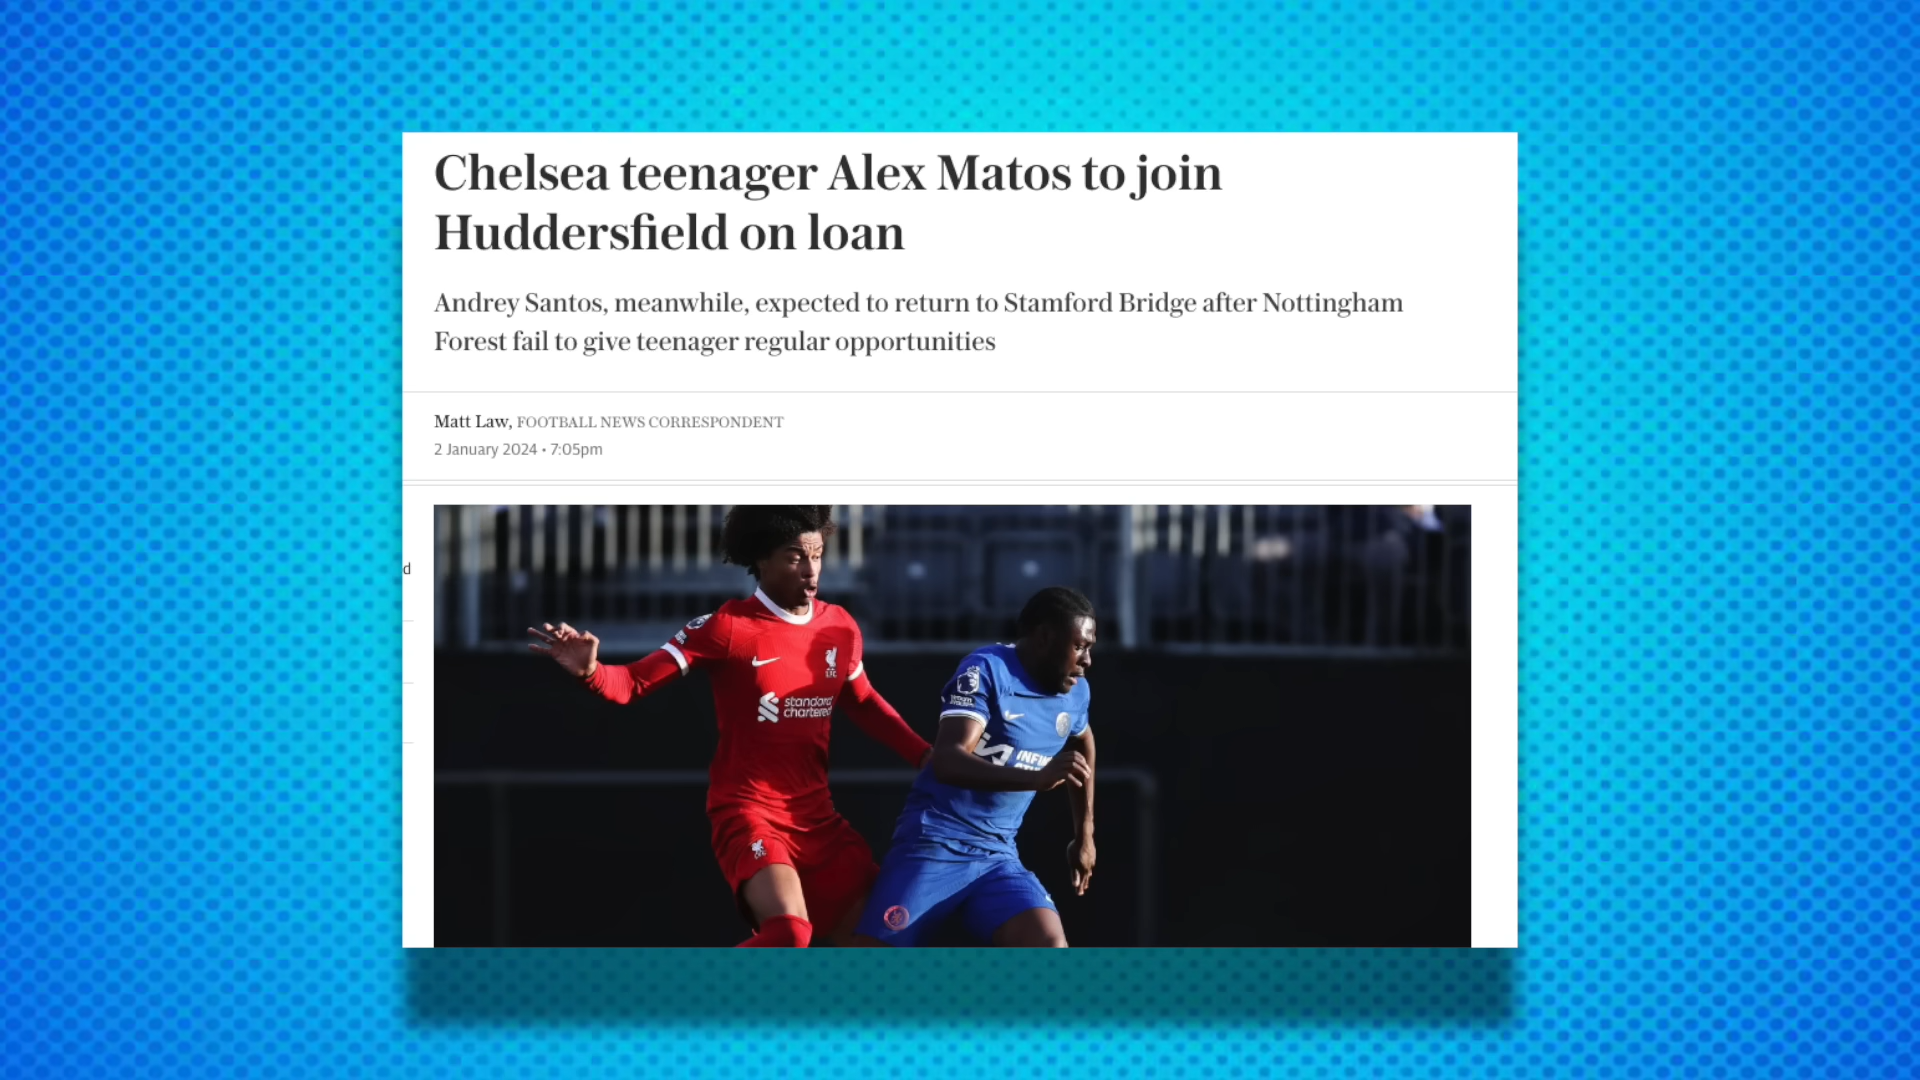 Chelsea teenager Alex Matos to join
Huddersfield on loan
Andrey Santos, meanwhile, expected to return to Stamford Bridge after Nottingham
Forest fail to give teenager regular opportunities
Matt Law, FOOTBALL NEWS CORRESPONDENT
2 January 2024 • 7:05pm
d
standard
chartered